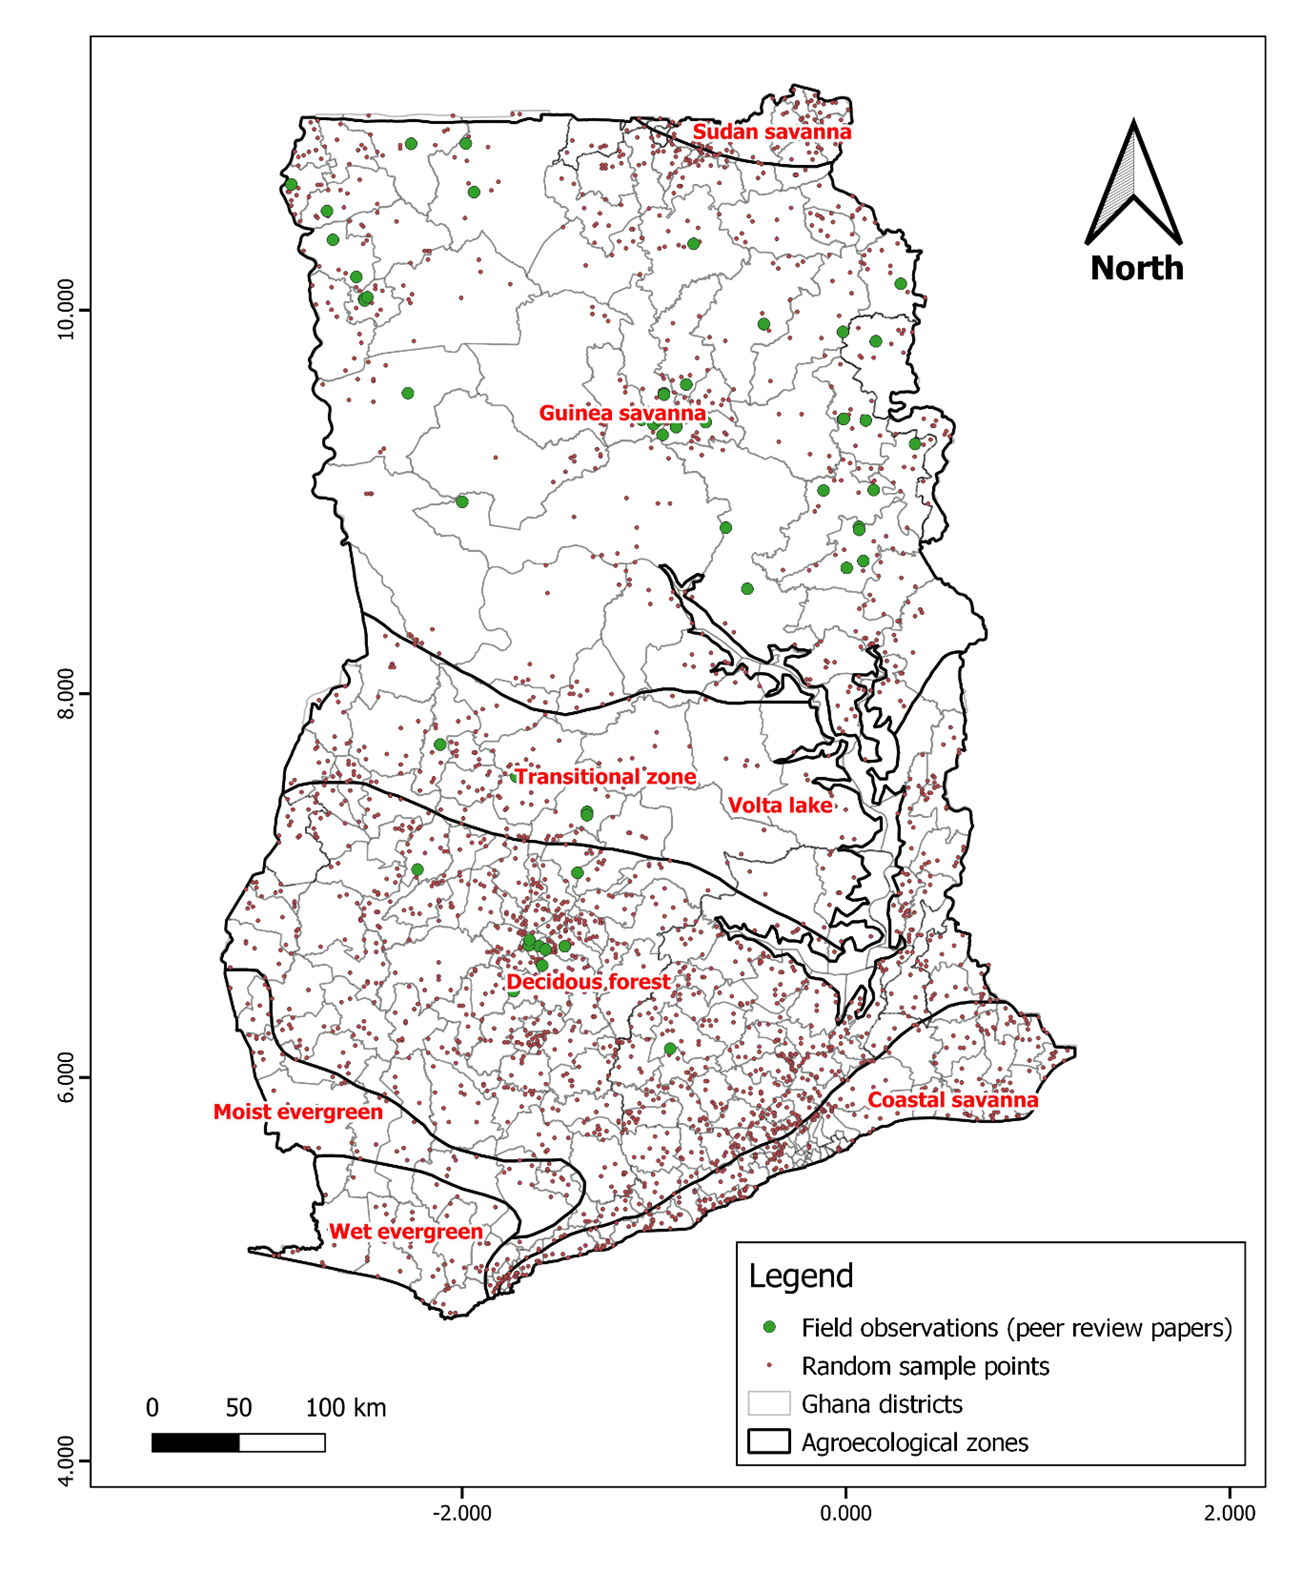 Sudan savanna
North
10.000
Guinea savanna
8.000
Transitional zone
Volta lake
Decidous forest
6.000
Coastal savanna
Moist evergreen
Wet evergreen
Legend
Field observations (peer review papers)
Random sample points
Ghana districts
Agroecological zones
0 50 100 km
4.000
-2.000 0.000 2.000